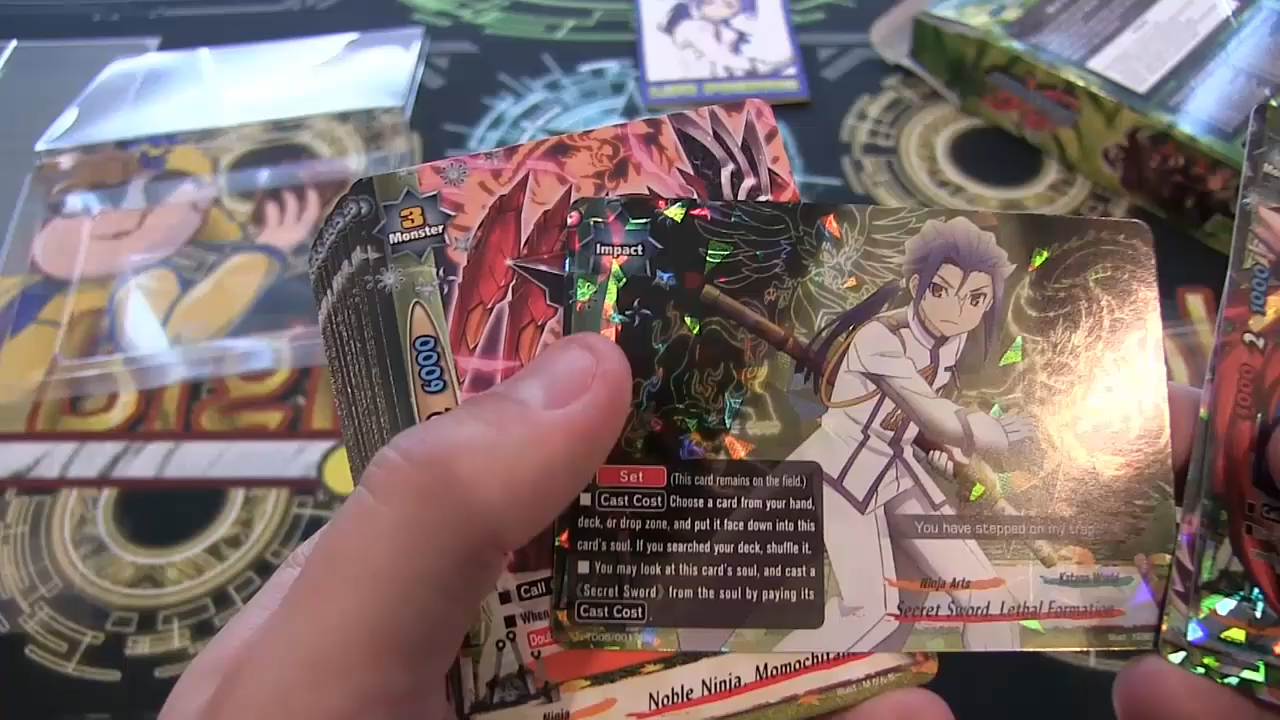 3
Monster
6000
Impact
Set (This card remains on the field.)
Cast Cost Choose a card from your hand,
deck, or drop zone, and put it face down into this
card's soul. If you searched your deck, shuffle it.
You may look at this card's soul, and cast a
《Secret Sword》 from the soul by paying its
Cast Cost.
You have stepped on my trap.
Ninja Arts
Katana World
Secret Sword, Lethal Formation
Call
When
Noble Ninja,
Ninja
1000
2
1000